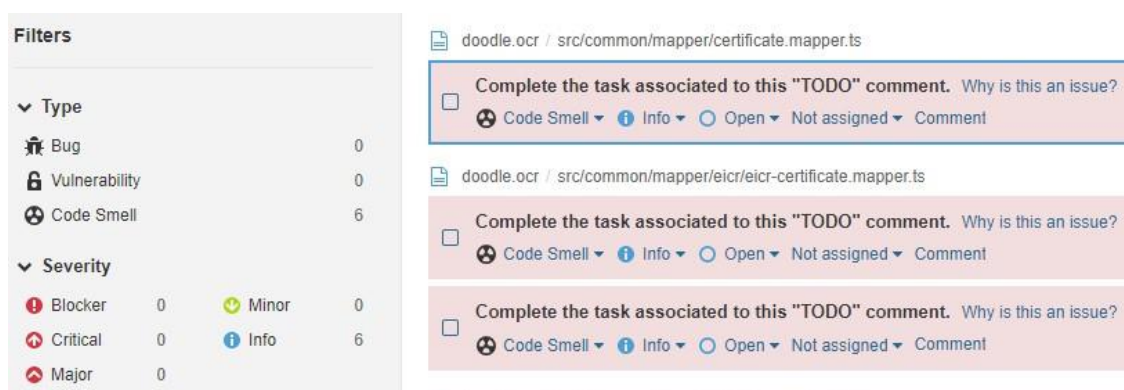 Filters
Type
Bug 0
Vulnerability 0
Code Smell 6
Severity
Blocker 0 Minor 0
Critical 0 Info 6
Major 0
doodle.ocr / src/common/mapper/certificate.mapper.ts
Complete the task associated to this "TODO" comment. Why is this an issue?
Code Smell Info Open Not assigned Comment
doodle.ocr / src/common/mapper/eicr/eicr-certificate.mapper.ts
Complete the task associated to this "TODO" comment. Why is this an issue?
Code Smell Info Open Not assigned Comment
Complete the task associated to this "TODO" comment. Why is this an issue?
Code Smell Info Open Not assigned Comment